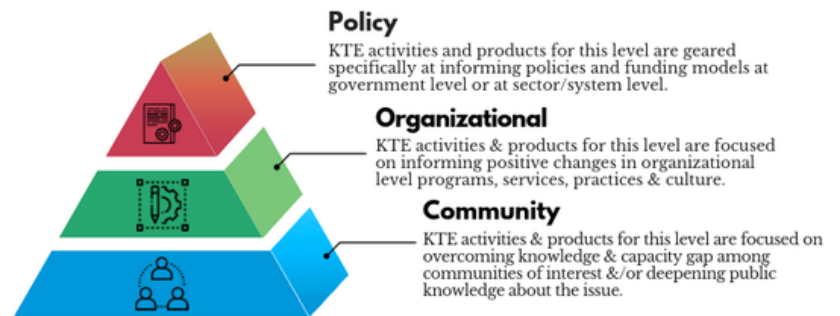 Policy
KTE activities and products for this level are geared
specifically at informing policies and funding models at
government level or at sector/system level.
Organizational
KTE activities & products for this level are focused
on informing positive changes in organizational
level programs, services, practices & culture.
Community
KTE activities & products for this level are focused on
overcoming knowledge & capacity gap among
communities of interest &/or deepening public
knowledge about the issue.